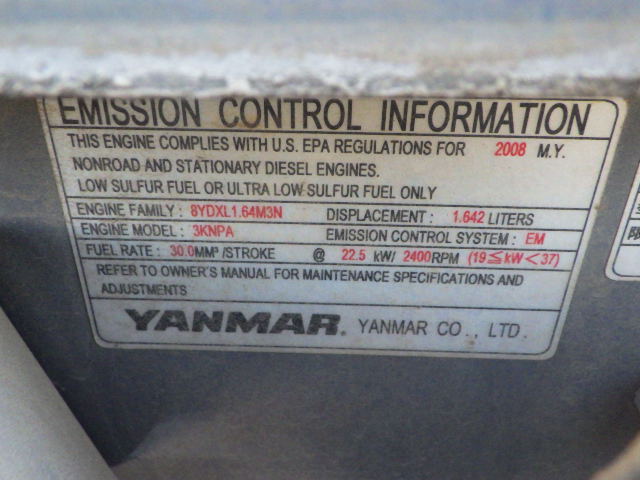 EMISSION CONTROL INFORMATION
THIS ENGINE COMPLIES WITH U.S. EPA REGULATIONS FOR 2008 M.Y.
NONROAD AND STATIONARY DIESEL ENGINES.
LOW SULFUR FUEL OR ULTRA LOW SULFUR FUEL ONLY
ENGINE FAMILY : 8YDXL1.64M3N DISPLACEMENT : 1.642 LITERS
ENGINE MODEL : 3KNPA EMISSION CONTROL SYSTEM : EM
FUEL RATE : 30.0MM³ /STROKE @ 22.5 kW/ 2400RPM (19≦kW<37)
REFER TO OWNER'S MANUAL FOR MAINTENANCE SPECIFICATIONS AND
ADJUSTMENTS
YANMAR. YANMAR CO., LTD.